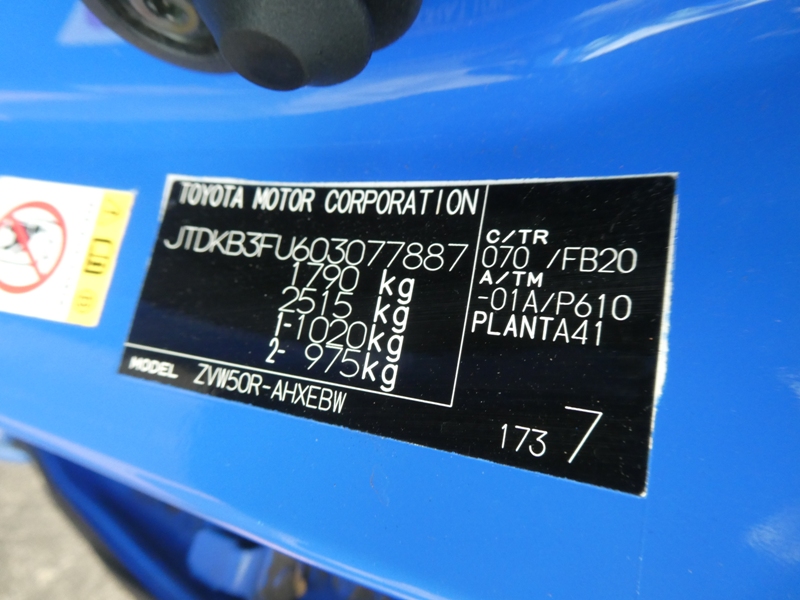 TOYOTA MOTOR CORPORATION
JTDKB3FU603077887
1790 kg
2515 kg
1-1020kg
2- 975kg
MODEL ZVW50R-AHXEBW
C/TR
070 /FB20
A/TM
-01A/P610
PLANTA41
173 7